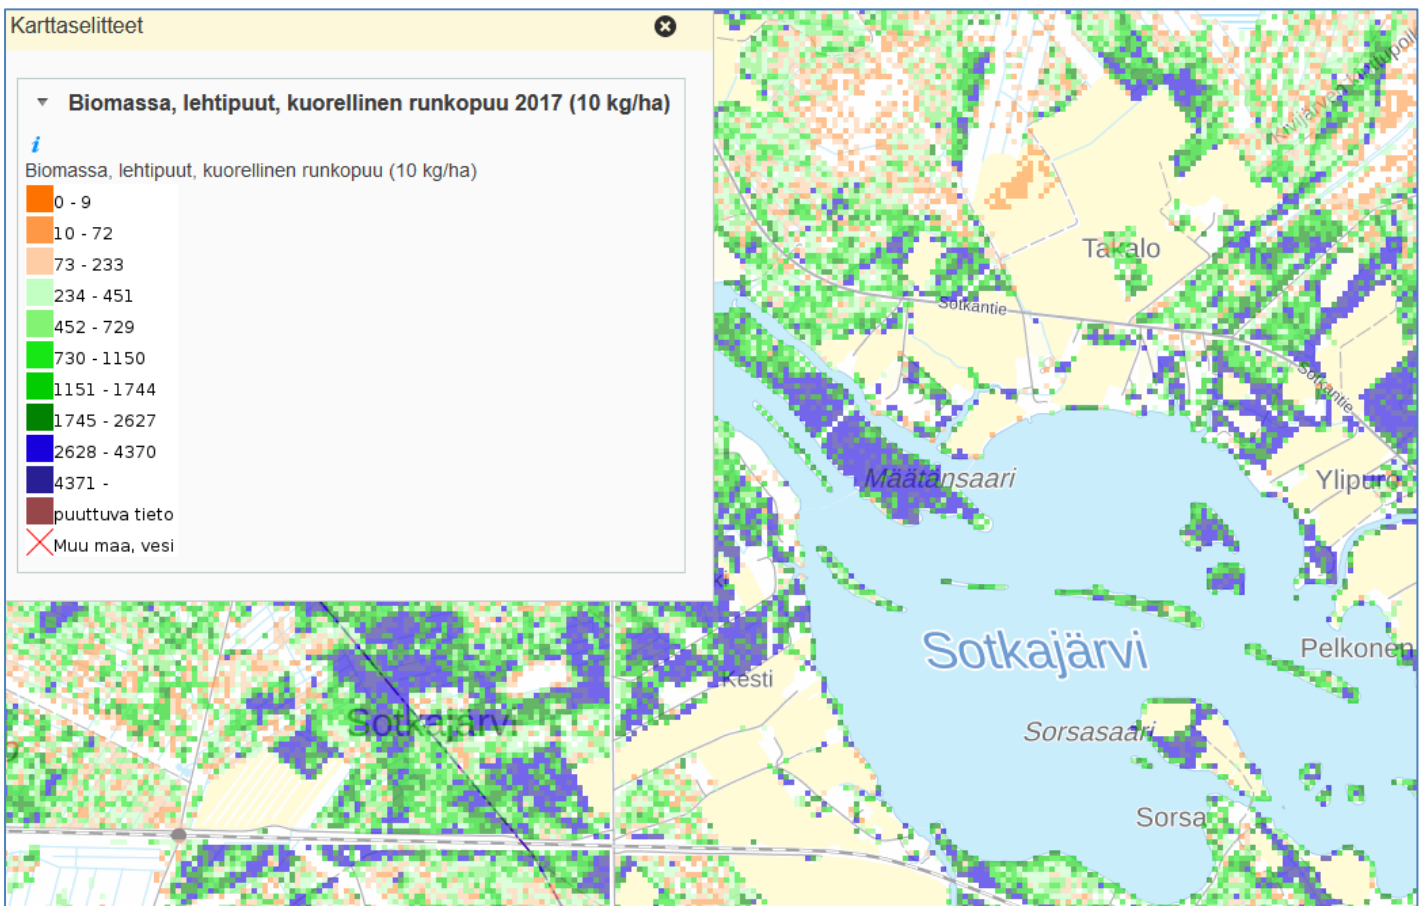 Karttaselitteet
Biomassa, lehtipuut, kuorellinen runkopuu 2017 (10 kg/ha)
i
Biomassa, lehtipuut, kuorellinen runkopuu (10 kg/ha)
0 - 9
10 - 72
73 - 233
234 - 451
452 - 729
730 - 1150
1151 - 1744
1745 - 2627
2628 - 4370
4371 -
puuttuva tieto
Muu maa, vesi
Takalo
Sotkantie
Sotkantie
Määtänsaari
Ylipuro
Sotkajärvi
Pelkonen
Kesti
Sotkajärvi
Sorsasaari
Sorsa